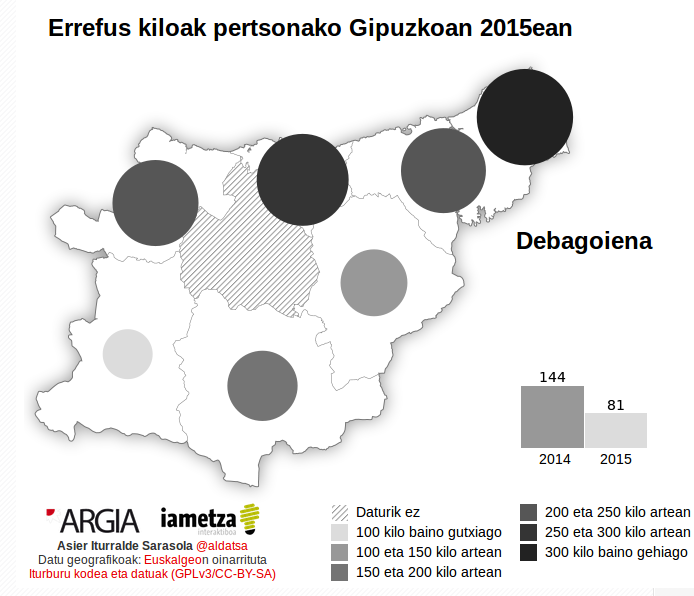 Errefus kiloak pertsonako Gipuzkoan 2015ean
Debagoiena
144
81
2014
2015
ARGIA
iametza
interaktiboa
Asier Iturralde Sarasola @aldatsa
Datu geografikoak: Euskalgeon oinarrituta
Iturburu kodea eta datuak (GPLv3/CC-BY-SA)
Daturik ez
100 kilo baino gutxiago
100 eta 150 kilo artean
150 eta 200 kilo artean
200 eta 250 kilo artean
250 eta 300 kilo artean
300 kilo baino gehiago